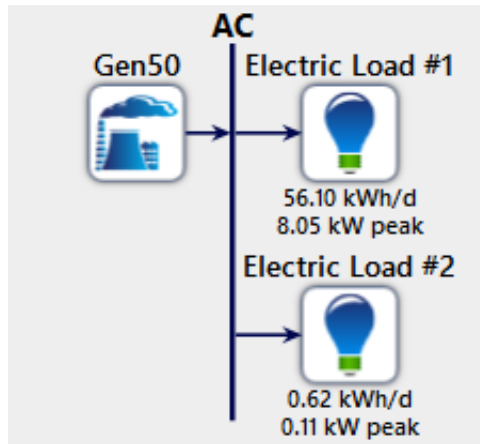 AC
Gen50
Electric Load #1
56.10 kWh/d
8.05 kW peak
Electric Load #2
0.62 kWh/d
0.11 kW peak